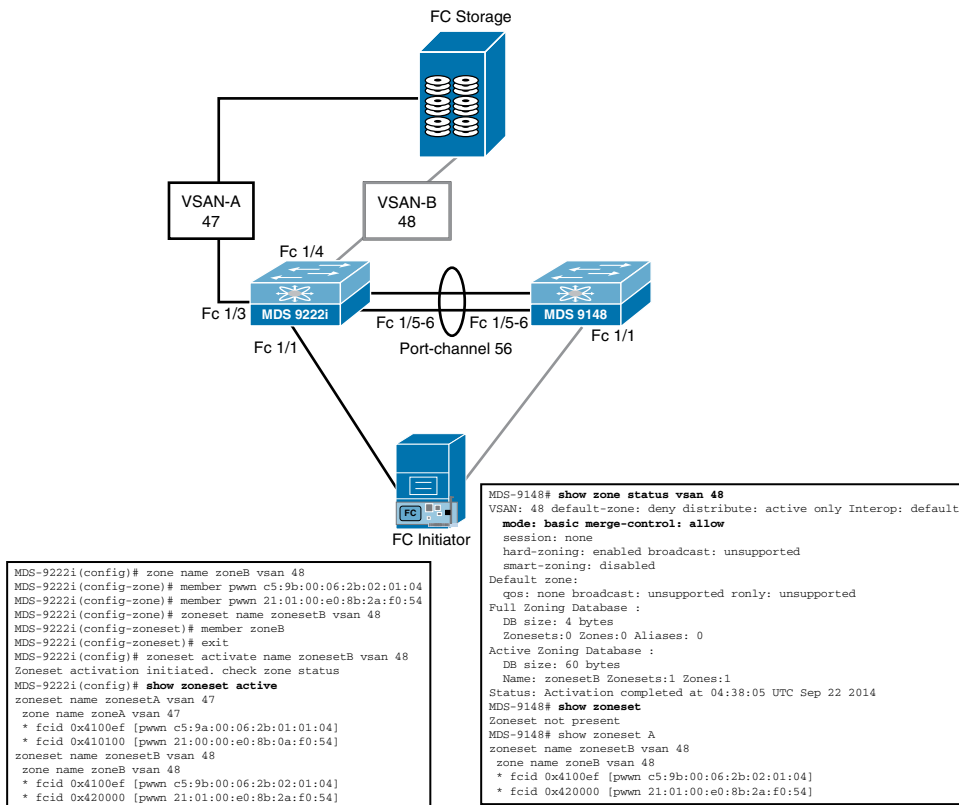 FC Storage
VSAN-A
47
VSAN-B
48
Fc 1/4
Fc 1/3
MDS 9222i
MDS 9148
Fc 1/5-6
Fc 1/5-6
Fc 1/1
Fc 1/1
Port-channel 56
FC
FC Initiator
MDS-9222i(config)# zone name zoneB vsan 48
MDS-9222i(config-zone)# member pwwn c5:9b:00:06:2b:02:01:04
MDS-9222i(config-zone)# member pwwn 21:01:00:e0:8b:2a:f0:54
MDS-9222i(config-zone)# zoneset name zonesetB vsan 48
MDS-9222i(config-zoneset)# member zoneB
MDS-9222i(config-zoneset)# exit
MDS-9222i(config)# zoneset activate name zonesetB vsan 48
Zoneset activation initiated. check zone status
MDS-9222i(config)# show zoneset active
zoneset name zonesetA vsan 47
zone name zoneA vsan 47
* fcid 0x4100ef [pwwn c5:9a:00:06:2b:01:01:04]
* fcid 0x410100 [pwwn 21:00:00:e0:8b:0a:f0:54]
zoneset name zonesetB vsan 48
zone name zoneB vsan 48
* fcid 0x4100ef [pwwn c5:9b:00:06:2b:02:01:04]
* fcid 0x420000 [pwwn 21:01:00:e0:8b:2a:f0:54]
MDS-9148# show zone status vsan 48
VSAN: 48 default-zone: deny distribute: active only Interop: default
mode: basic merge-control: allow
session: none
hard-zoning: enabled broadcast: unsupported
smart-zoning: disabled
Default zone:
qos: none broadcast: unsupported ronly: unsupported
Full Zoning Database :
DB size: 4 bytes
Zonesets:0 Zones:0 Aliases: 0
Active Zoning Database :
DB size: 60 bytes
Name: zonesetB Zonesets:1 Zones:1
Status: Activation completed at 04:38:05 UTC Sep 22 2014
MDS-9148# show zoneset
Zoneset not present
MDS-9148# show zoneset A
zoneset name zonesetB vsan 48
zone name zoneB vsan 48
* fcid 0x4100ef [pwwn c5:9b:00:06:2b:02:01:04]
* fcid 0x420000 [pwwn 21:01:00:e0:8b:2a:f0:54]